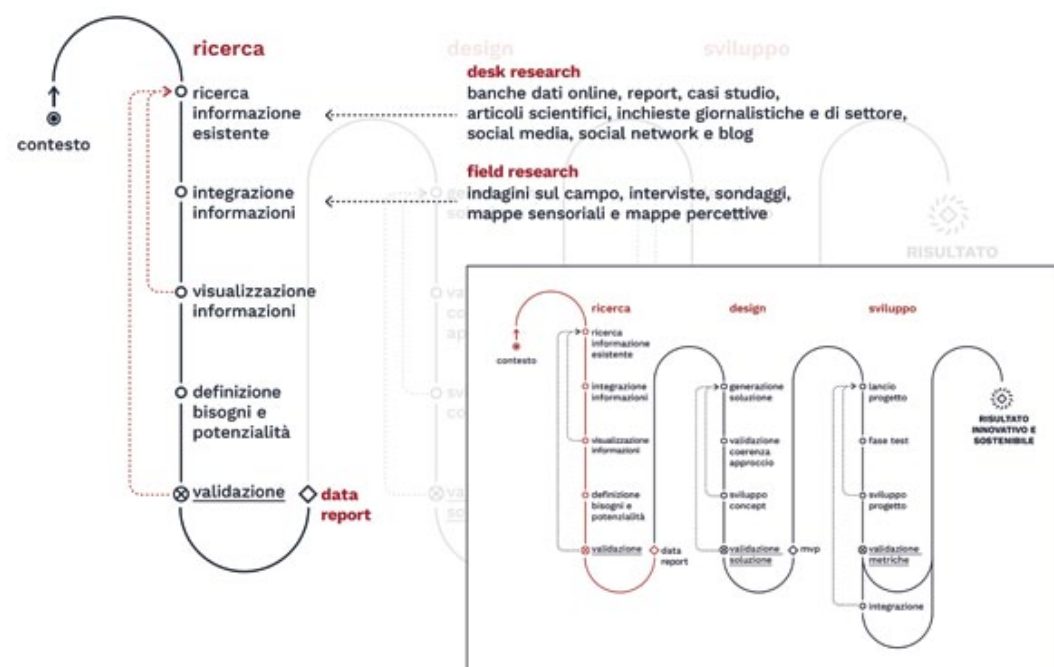 ricerca
design
sviluppo
contesto
ricerca
informazione
esistente
desk research
banche dati online, report, casi studio,
articoli scientifici, inchieste giornalistiche e di settore,
social media, social network e blog
integrazione
informazioni
field research
indagini sul campo, interviste, sondaggi,
mappe sensoriali e mappe percettive
visualizzazione
informazioni
definizione
bisogni e
potenzialità
validazione
data
report
RISULTATO
ricerca
design
sviluppo
contesto
ricerca
informazione
esistente
integrazione
informazioni
visualizzazione
informazioni
definizione
bisogni e
potenzialità
validazione
data
report
generazione
soluzione
validazione
coerenza
approccio
sviluppo
concept
validazione
soluzione
mvp
lancio
progetto
fase test
sviluppo
progetto
validazione
metriche
integrazione
RISULTATO
INNOVATIVO E
SOSTENIBILE